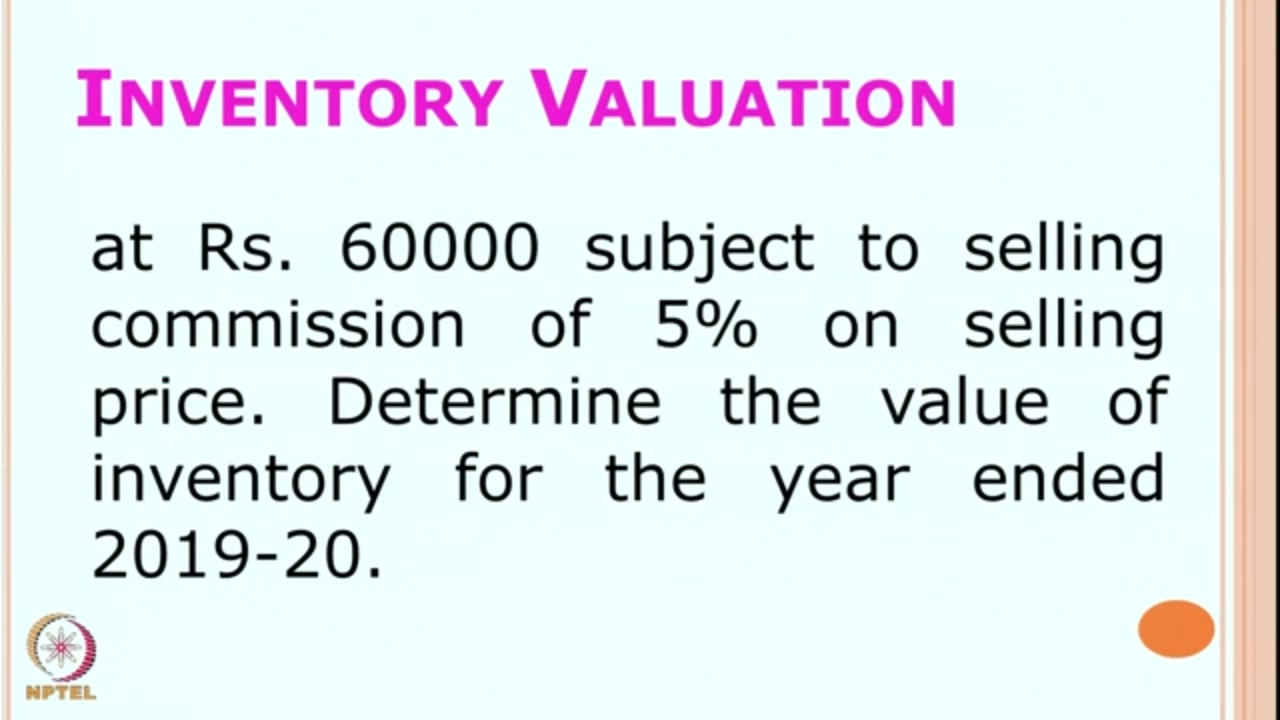 INVENTORY VALUATION
at Rs. 60000 subject to selling
commission of 5% on selling
price. Determine the value of
inventory for the year ended
2019-20.
NPTEL